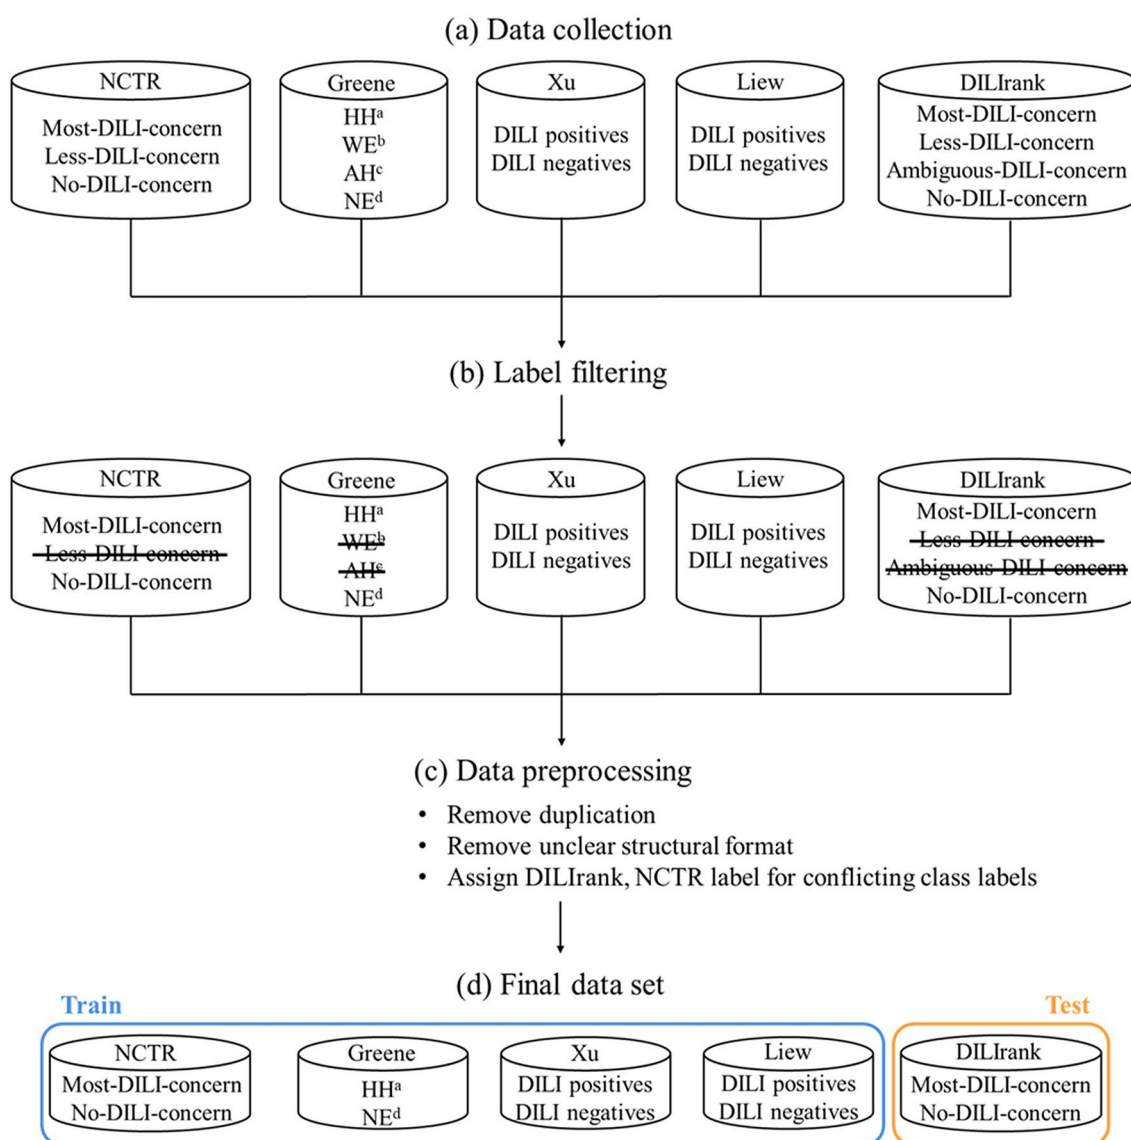 (a) Data collection
NCTR
Most-DILI-concern
Less-DILI-concern
No-DILI-concern
Greene
HHᵃ
WEᵇ
AHᶜ
NEᵈ
Xu
DILI positives
DILI negatives
Liew
DILI positives
DILI negatives
DILIrank
Most-DILI-concern
Less-DILI-concern
Ambiguous-DILI-concern
No-DILI-concern
(b) Label filtering
NCTR
Most-DILI-concern
Less-DILI-concern
No-DILI-concern
Greene
HHᵃ
WEᵇ
AHᶜ
NEᵈ
Xu
DILI positives
DILI negatives
Liew
DILI positives
DILI negatives
DILIrank
Most-DILI-concern
Less-DILI-concern
Ambiguous-DILI-concern
No-DILI-concern
(c) Data preprocessing
• Remove duplication
• Remove unclear structural format
• Assign DILIrank, NCTR label for conflicting class labels
(d) Final data set
Train
NCTR
Most-DILI-concern
No-DILI-concern
Greene
HHᵃ
NEᵈ
Xu
DILI positives
DILI negatives
Liew
DILI positives
DILI negatives
Test
DILIrank
Most-DILI-concern
No-DILI-concern